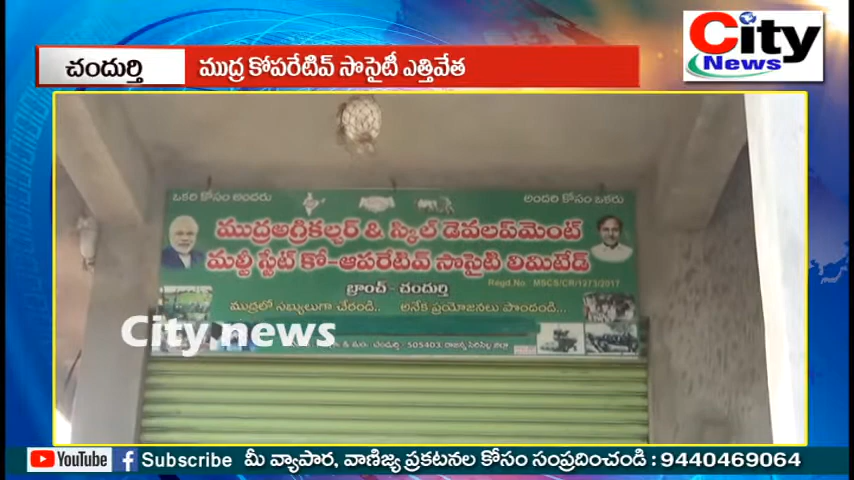 City
News
చందుర్తి
ముద్ర కోపరేటివ్ సొసైటీ ఎత్తివేత
ఒకరి కోసం అందరు
అందరి కోసం ఒకరు
ముద్రఅగ్రికల్చర్ & స్కిల్ డెవలప్‌మెంట్
మల్టీ స్టేట్ కో-ఆపరేటివ్ సొసైటి లిమిటేడ్
Regd.No : MSCS/CR/1273/2017
బ్రాంచ్ - చందుర్తి
ముద్రలో సభ్యులుగా చేరండి.. అనేక ప్రయోజనలు పొందండి...
City news
& మం. చందుర్తి - 505403. రాజన్న సిరిసిల్ల జిల్లా
YouTube f Subscribe మీ వ్యాపార, వాణిజ్య ప్రకటనల కోసం సంప్రదించండి : 9440469064